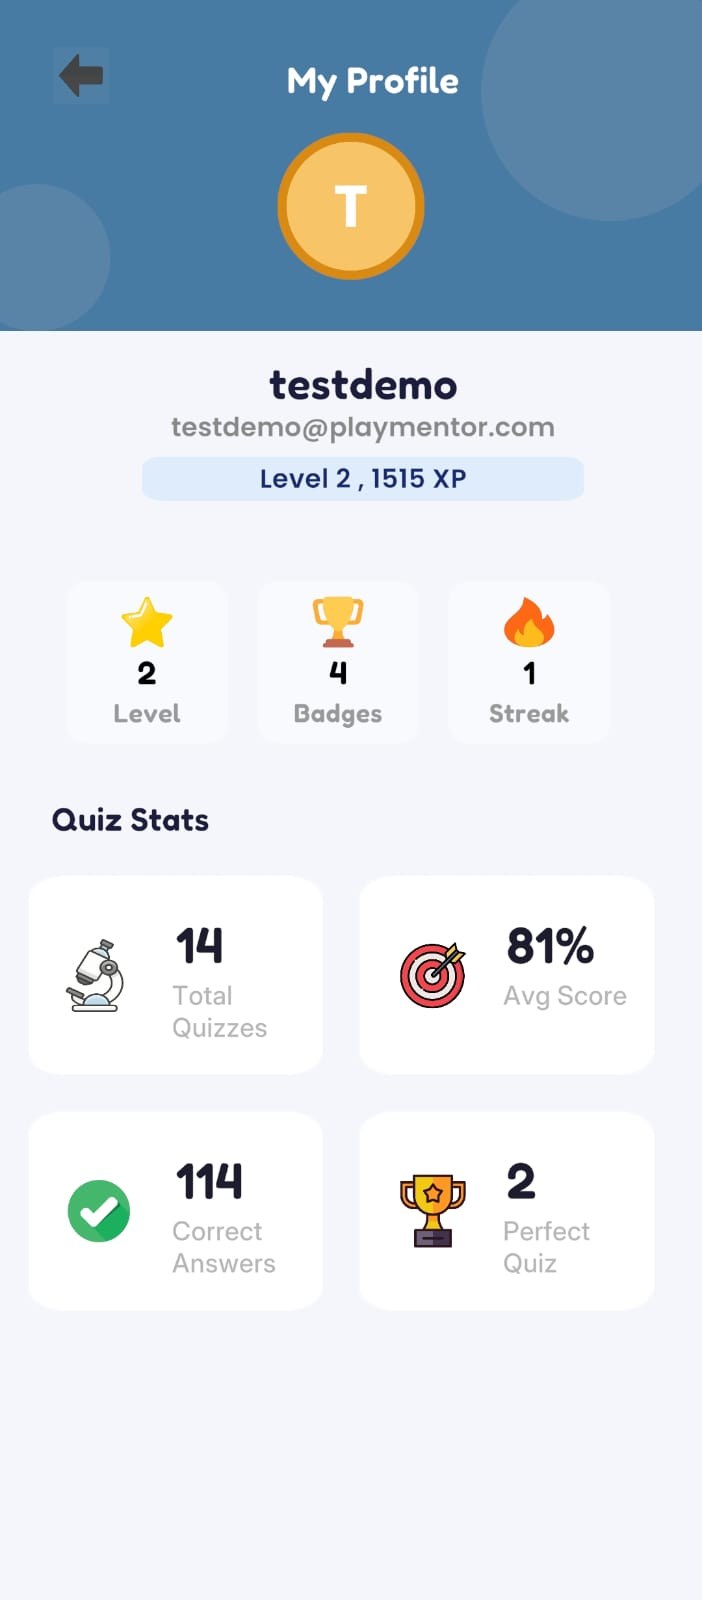 My Profile
T
testdemo
testdemo@playmentor.com
Level 2 , 1515 XP
2
Level
4
Badges
1
Streak
Quiz Stats
14
Total
Quizzes
81%
Avg Score
114
Correct
Answers
2
Perfect
Quiz